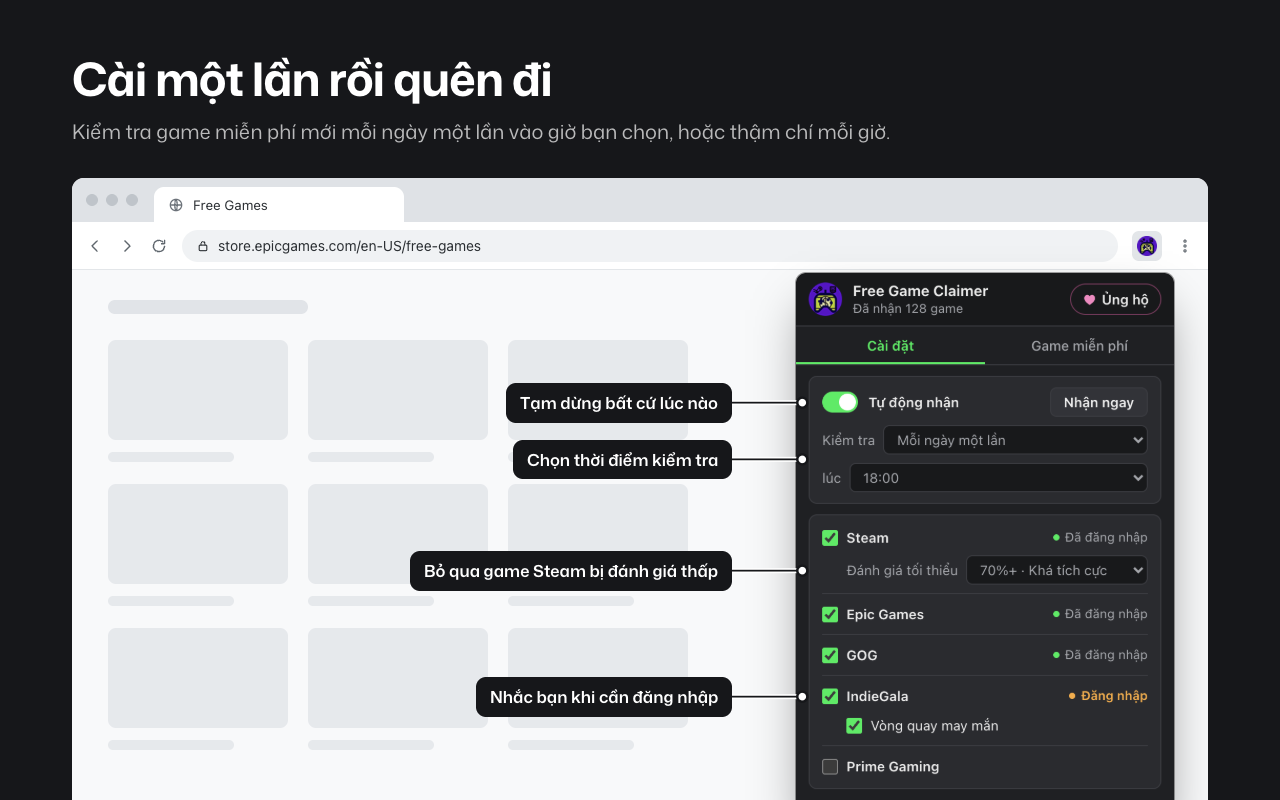 Cài một lần rồi quên đi
Kiểm tra game miễn phí mới mỗi ngày một lần vào giờ bạn chọn, hoặc thậm chí mỗi giờ.
Free Games
store.epicgames.com/en-US/free-games
Free Game Claimer
Đã nhận 128 game
Ủng hộ
Cài đặt
Game miễn phí
Tạm dừng bất cứ lúc nào
Tự động nhận
Nhận ngay
Kiểm tra
Mỗi ngày một lần
Chọn thời điểm kiểm tra
lúc
18:00
Steam
Đã đăng nhập
Bỏ qua game Steam bị đánh giá thấp
Đánh giá tối thiểu
70%+ · Khá tích cực
Epic Games
Đã đăng nhập
GOG
Đã đăng nhập
Nhắc bạn khi cần đăng nhập
IndieGala
Đăng nhập
Vòng quay may mắn
Prime Gaming